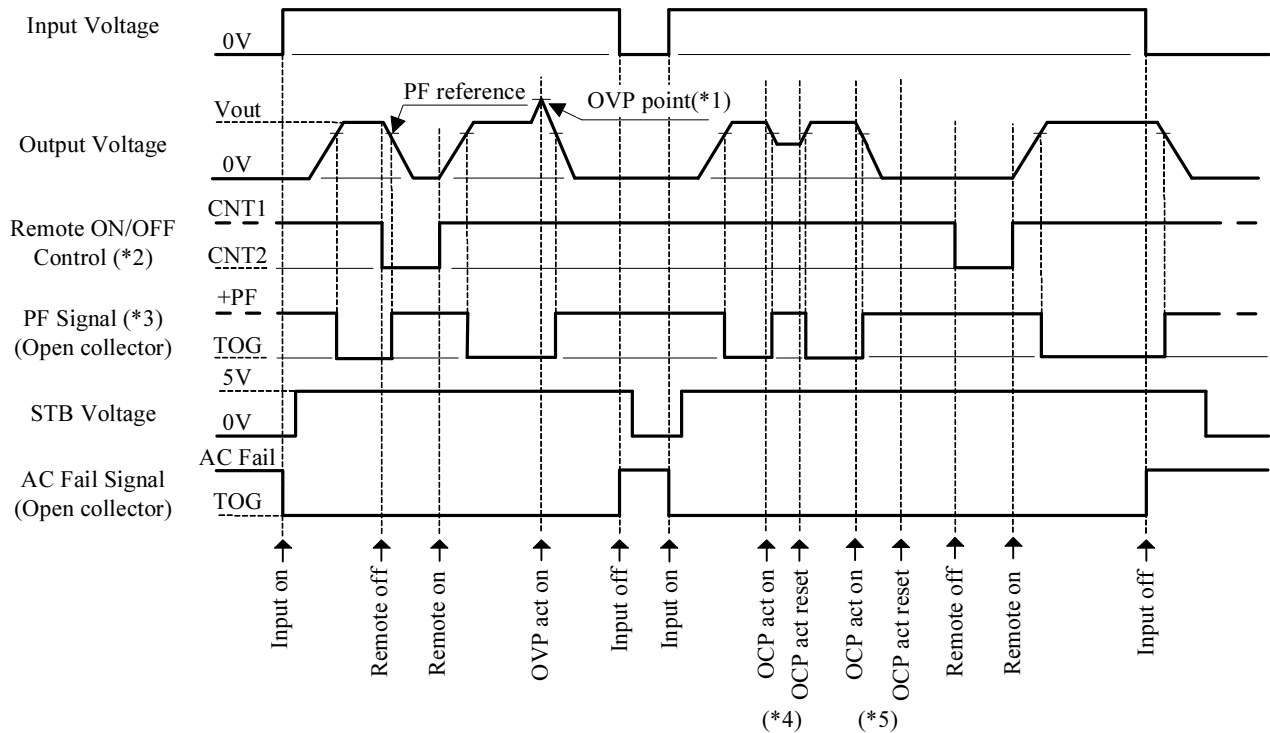 Input Voltage
0V
Vout
PF reference
OVP point(*1)
Output Voltage
0V
CNT1
Remote ON/OFF
Control (*2)
CNT2
+PF
PF Signal (*3)
(Open collector)
TOG
5V
STB Voltage
0V
AC Fail
AC Fail Signal
(Open collector)
TOG
Input on
Remote off
Remote on
OVP act on
Input off
Input on
OCP act on
OCP act reset
OCP act on
OCP act reset
Remote off
Remote on
Input off
(*4)
(*5)